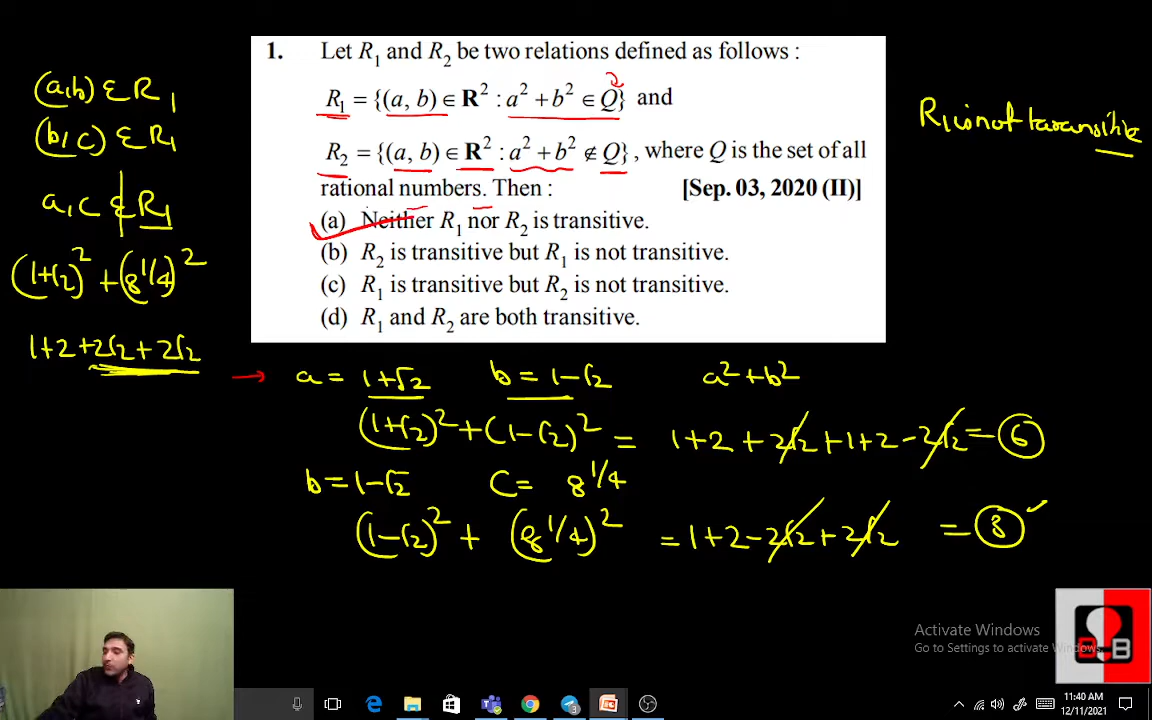 1. Let R₁ and R₂ be two relations defined as follows :
R₁ = {(a, b) ∈ R² : a² + b² ∈ Q} and
R₂ = {(a, b) ∈ R² : a² + b² ∉ Q}, where Q is the set of all
rational numbers. Then :
[Sep. 03, 2020 (II)]
(a) Neither R₁ nor R₂ is transitive.
(b) R₂ is transitive but R₁ is not transitive.
(c) R₁ is transitive but R₂ is not transitive.
(d) R₁ and R₂ are both transitive.
(a,b) ∈ R₁
(b,c) ∈ R₁
a,c ∉ R₁
(1+√2)² + (8^1/4)²
1+2+2√2+2√2
R₁ is not
→ a = 1+√2 b = 1-√2 a²+b²
(1+√2)² + (1-√2)² = 1+2+2√2+1+2-2√2 = 6
b = 1-√2 C = 8^1/4
(1-√2)² + (8^1/4)² = 1+2-2√2+2√2 = 3
Activate Windows
Go to Settings to activate Windows.
B B
11:40 AM
12/11/2021